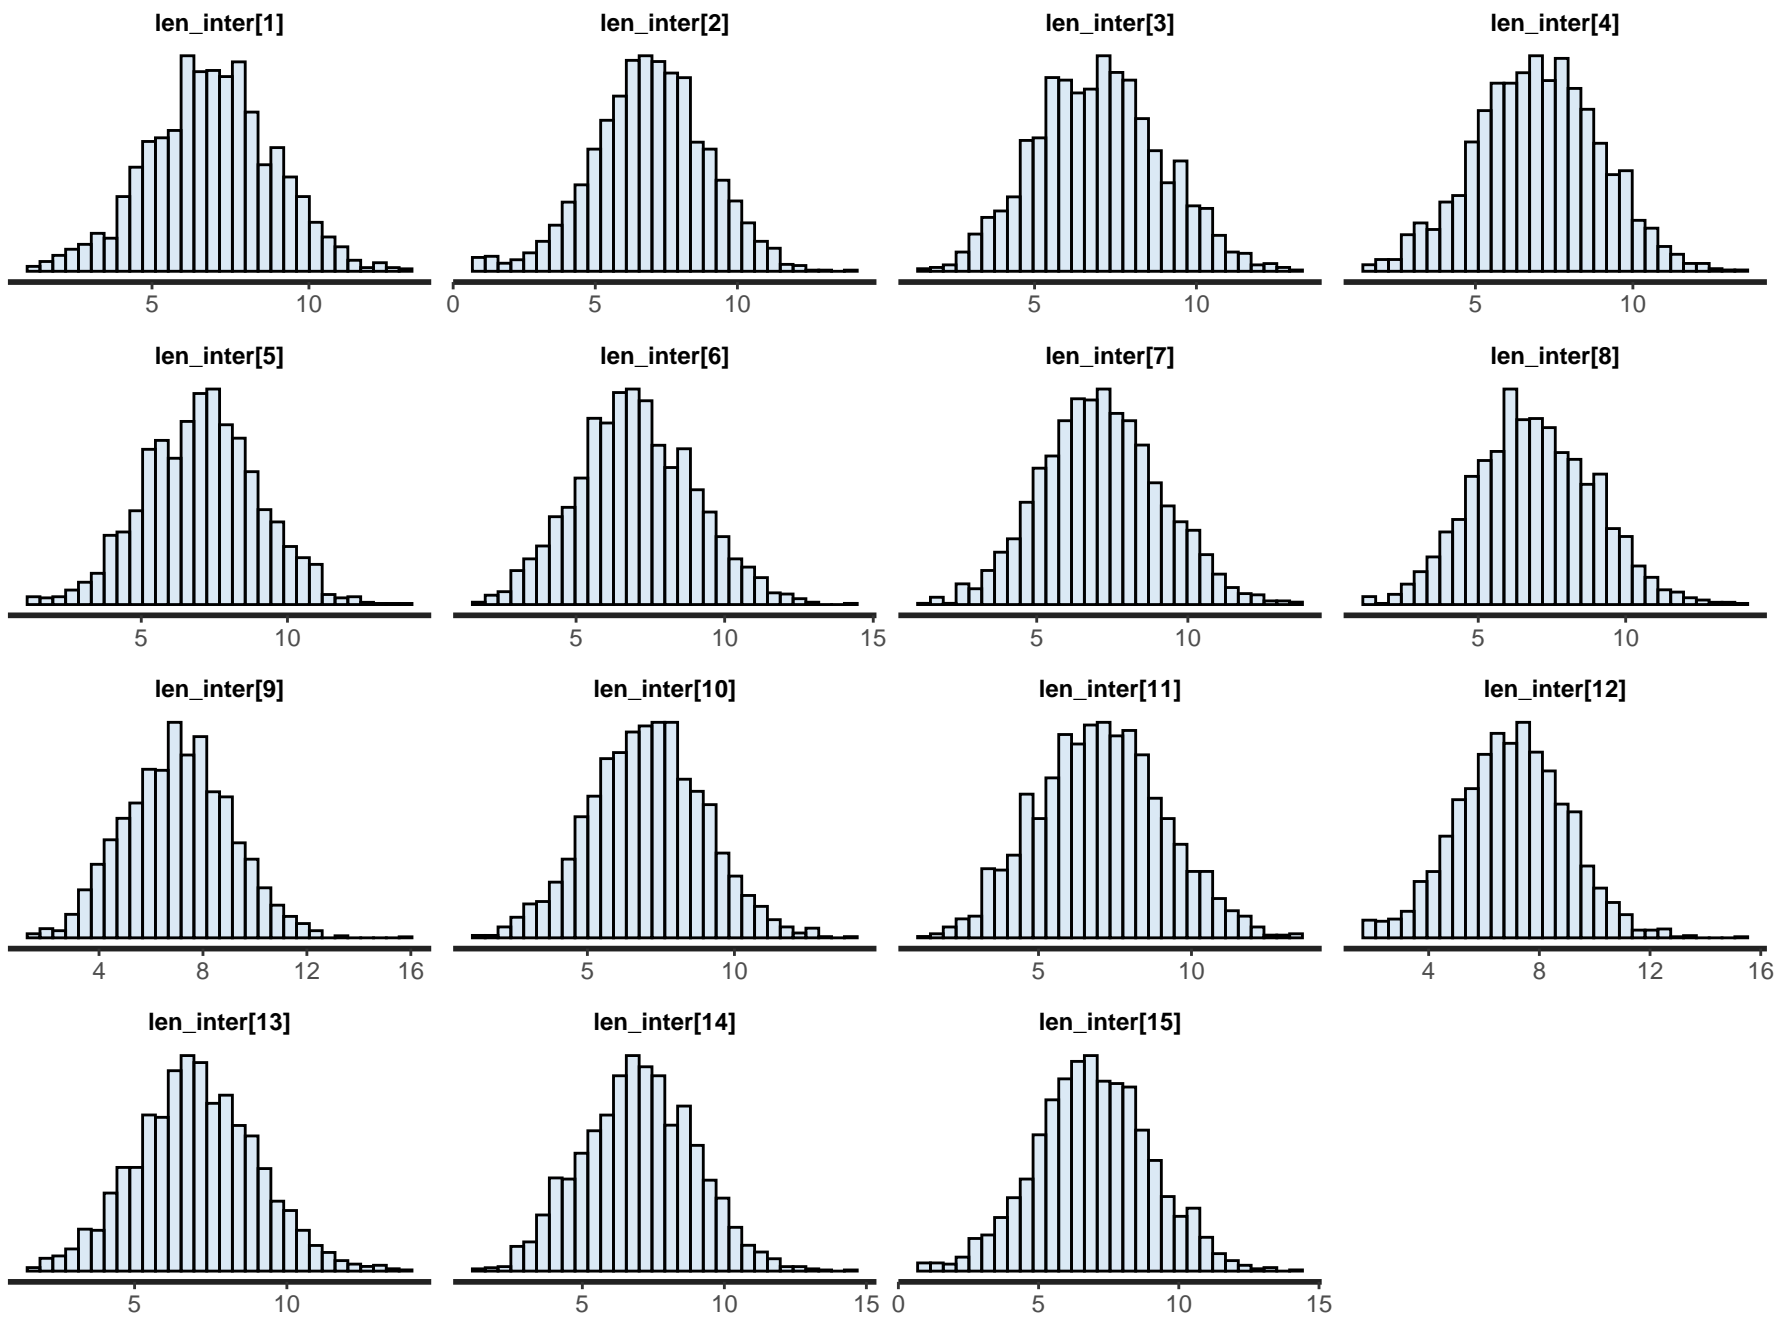 len_inter[1] len_inter[2] len_inter[3] len_inter[4]
5 10 0 5 10 5 10 5 10
len_inter[5] len_inter[6] len_inter[7] len_inter[8]
5 10 5 10 15 5 10 5 10
len_inter[9] len_inter[10] len_inter[11] len_inter[12]
4 8 12 16 5 10 5 10 4 8 12 16
len_inter[13] len_inter[14] len_inter[15]
5 10 5 10 15 0 5 10 15